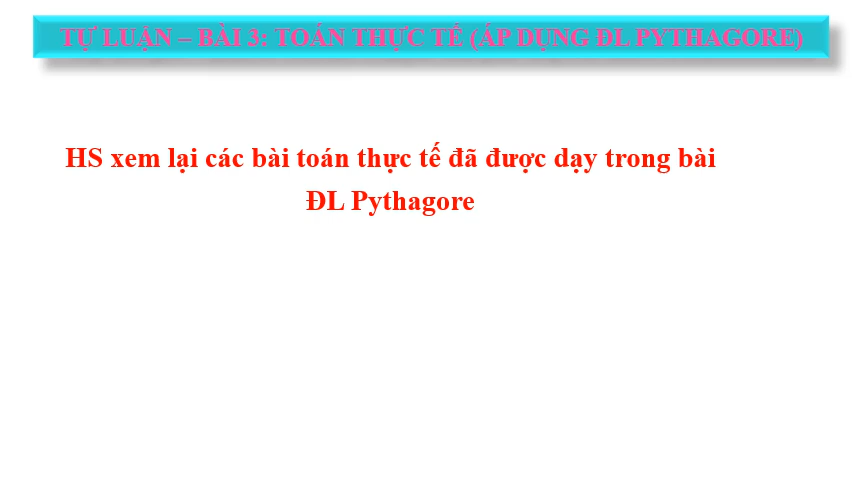 TỰ LUẬN – BÀI 3: TOÁN THỰC TẾ (ÁP DỤNG ĐL PYTHAGORE)
HS xem lại các bài toán thực tế đã được dạy trong bài
ĐL Pythagore